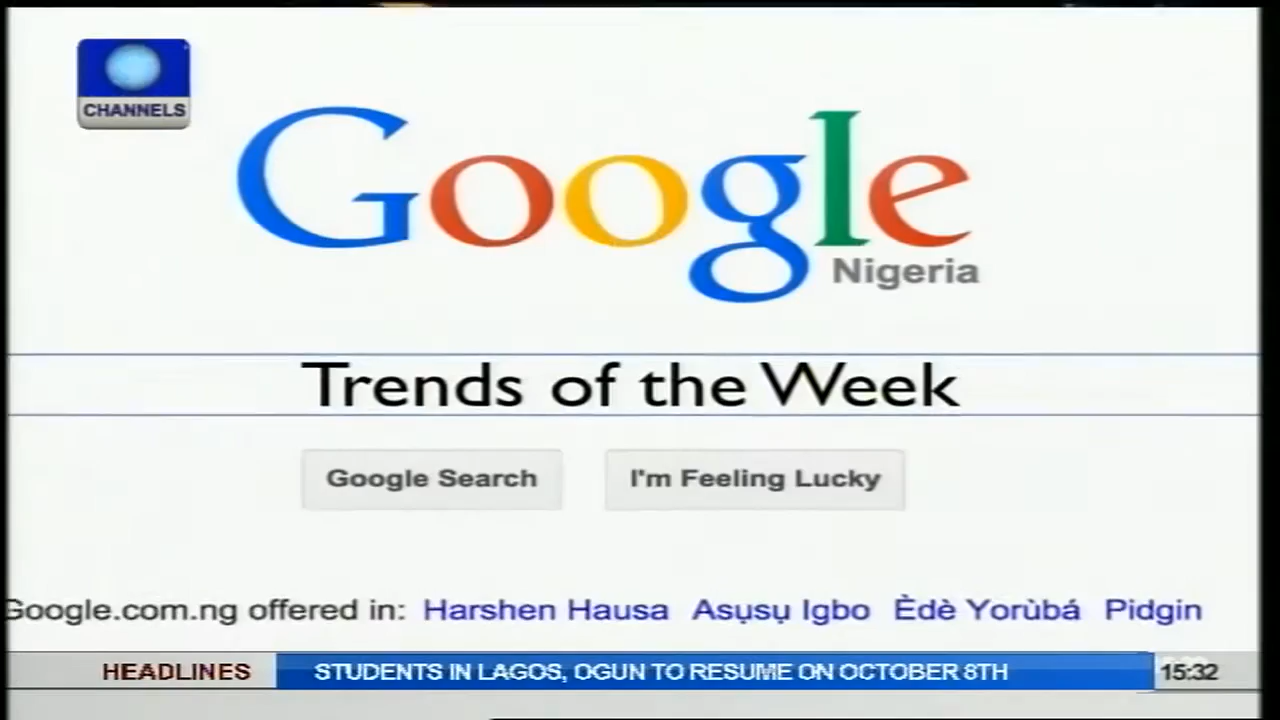 CHANNELS
Google
Nigeria
Trends of the Week
Google Search I'm Feeling Lucky
Google.com.ng offered in: Harshen Hausa Asụsụ Igbo Èdè Yorùbá Pidgin
HEADLINES STUDENTS IN LAGOS, OGUN TO RESUME ON OCTOBER 8TH 15:32